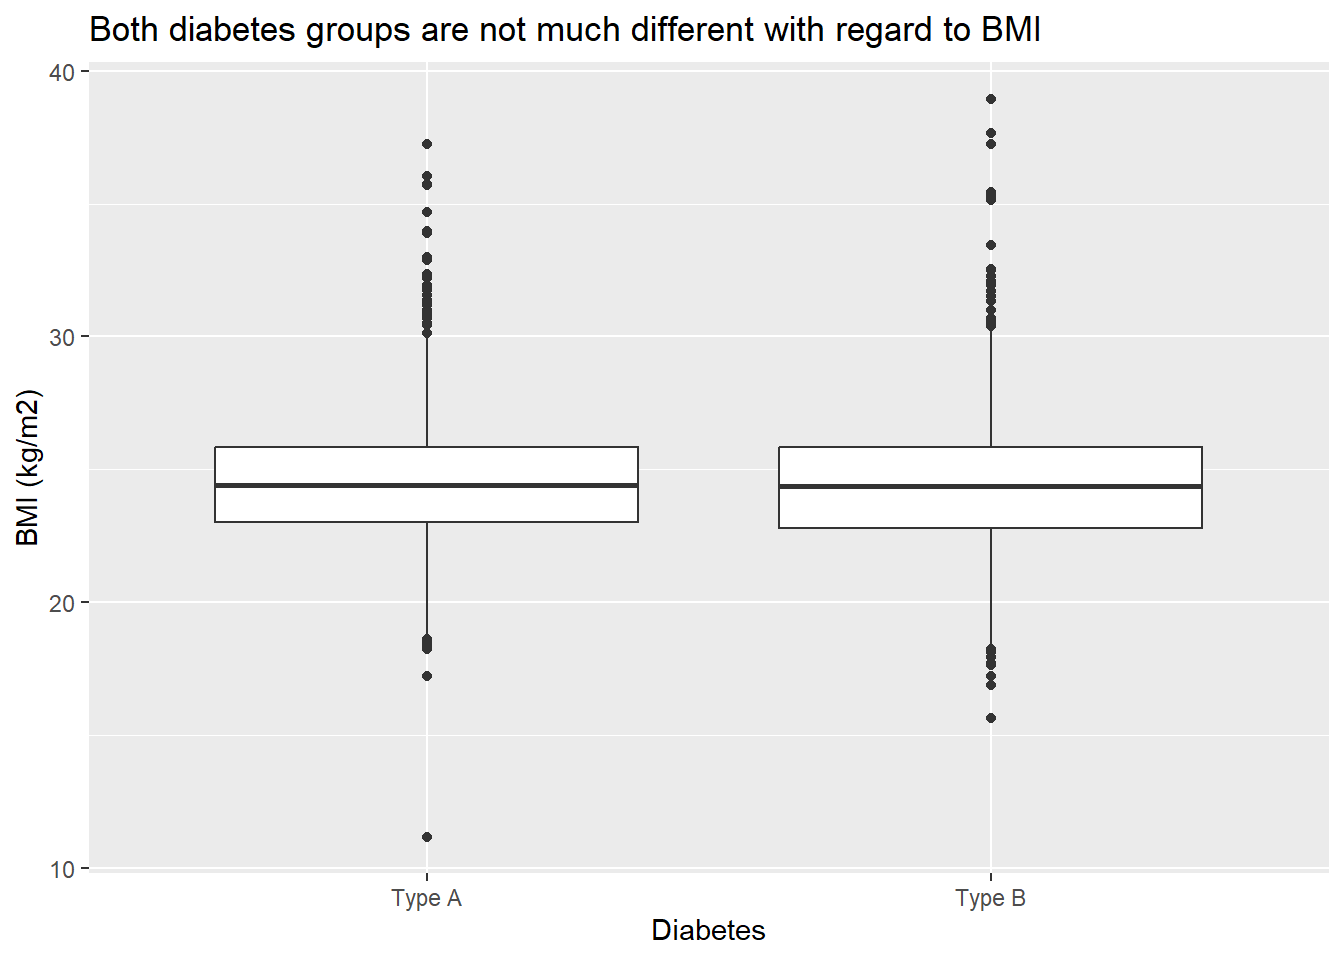 Both diabetes groups are not much different with regard to BMI
40
30
20
10
BMI (kg/m2)
Type A
Type B
Diabetes